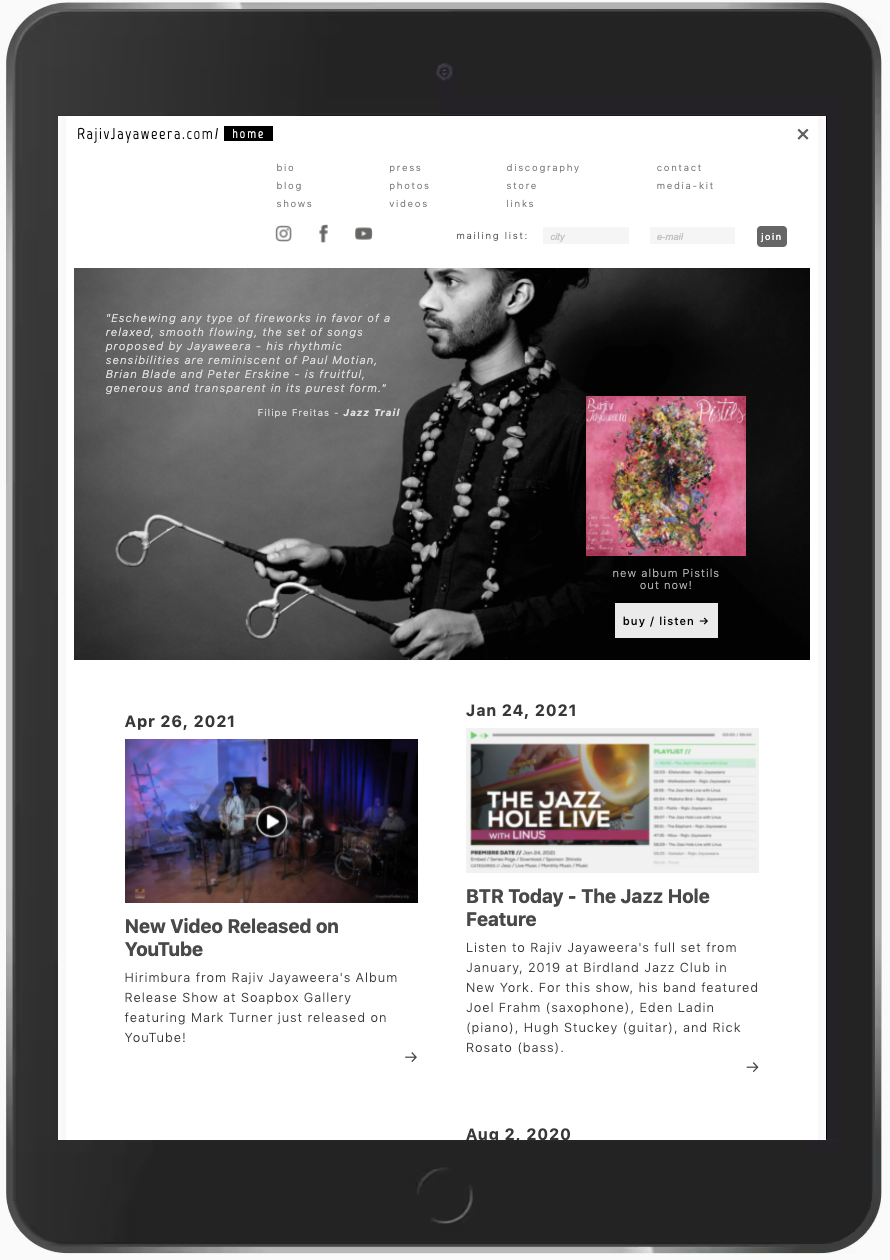 RajivJayaweera.com/ home ×
bio press discography contact
blog photos store media-kit
shows videos links
mailing list: city e-mail join
"Eschewing any type of fireworks in favor of a
relaxed, smooth flowing, the set of songs
proposed by Jayaweera - his rhythmic
sensibilities are reminiscent of Paul Motian,
Brian Blade and Peter Erskine - is fruitful,
generous and transparent in its purest form."
Filipe Freitas - Jazz Trail
Rajiv Pistils
Jayaweera
new album Pistils
out now!
buy / listen →
Apr 26, 2021
New Video Released on
YouTube
Hirimbura from Rajiv Jayaweera's Album
Release Show at Soapbox Gallery
featuring Mark Turner just released on
YouTube!
→
Jan 24, 2021
PLAYLIST //
THE JAZZ
HOLE LIVE
WITH LINUS
PREMIERE DATE // Jan 24, 2021
BTR Today - The Jazz Hole
Feature
Listen to Rajiv Jayaweera's full set from
January, 2019 at Birdland Jazz Club in
New York. For this show, his band featured
Joel Frahm (saxophone), Eden Ladin
(piano), Hugh Stuckey (guitar), and Rick
Rosato (bass).
→
Aug 2, 2020